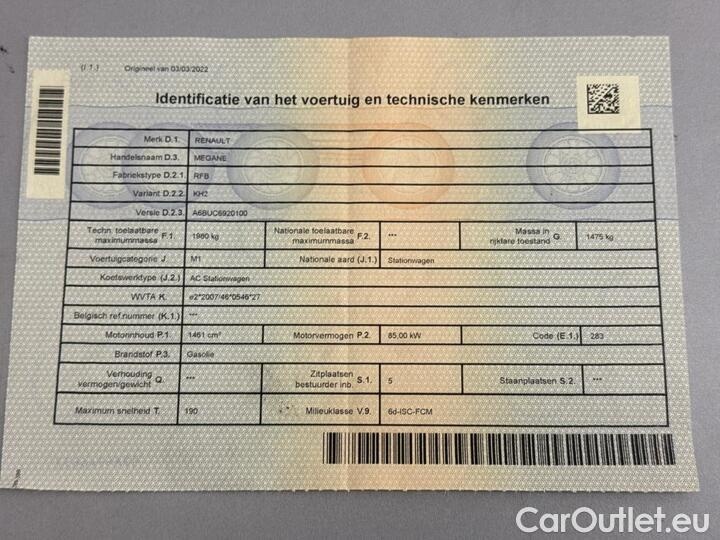 (I.1.) Origineel van 03/03/2022
Identificatie van het voertuig en technische kenmerken
Merk D.1. RENAULT
Handelsnaam D.3. MEGANE
Fabriekstype D.2.1. RFB
Variant D.2.2. KH2
Versie D.2.3. A6BUC6920100
Techn. toelaatbare maximummassa F.1. 1980 kg Nationale toelaatbare maximummassa F.2. *** Massa in rijklare toestand G. 1475 kg
Voertuigcategorie J. M1 Nationale aard (J.1.) Stationwagen
Koetswerktype (J.2.) AC Stationwagen
WVTA K. e2*2007/46*0546*27
Belgisch ref.nummer (K.1.) ***
Motorinhoud P.1. 1461 cm³ Motorvermogen P.2. 85,00 kW Code (E.1.) 283
Brandstof P.3. Gasolie
Verhouding vermogen/gewicht Q. *** Zitplaatsen bestuurder inb. S.1. 5 Staanplaatsen S.2. ***
Maximum snelheid T. 190 Milieuklasse V.9. 6d-ISC-FCM
CarOutlet.eu